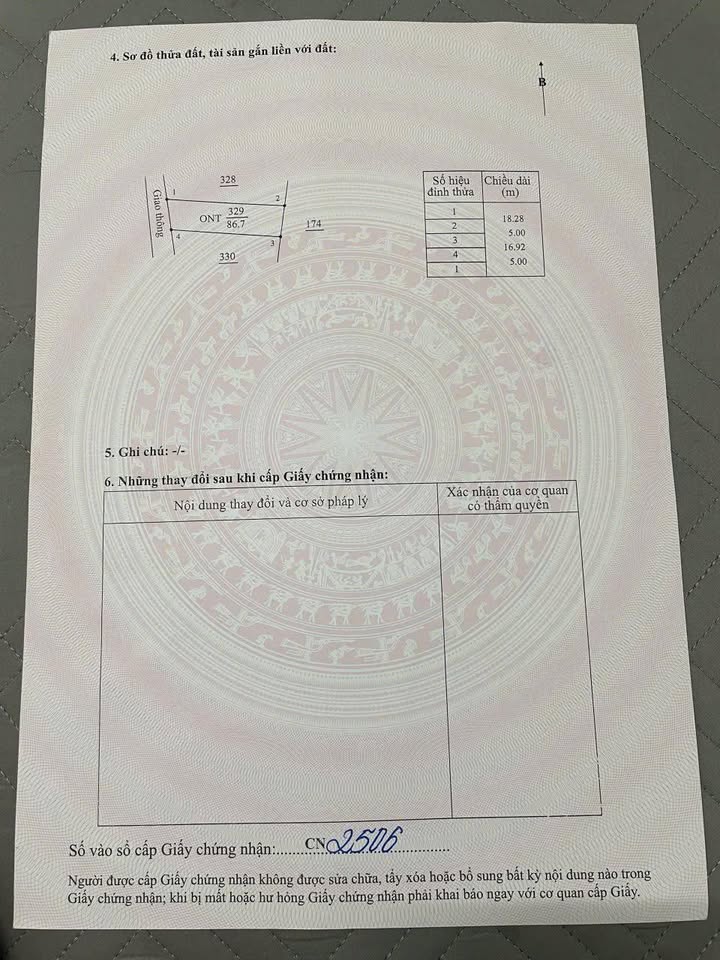 4. Sơ đồ thửa đất, tài sản gắn liền với đất:
B
328
1
2
Giao thông
ONT 329
86.7
174
4
3
330
Số hiệu đỉnh thửa
Chiều dài (m)
1
18.28
2
5.00
3
16.92
4
5.00
1
5. Ghi chú: -/-
6. Những thay đổi sau khi cấp Giấy chứng nhận:
Nội dung thay đổi và cơ sở pháp lý
Xác nhận của cơ quan
có thẩm quyền
Số vào sổ cấp Giấy chứng nhận:....CN 2506....
Người được cấp Giấy chứng nhận không được sửa chữa, tẩy xóa hoặc bổ sung bất kỳ nội dung nào trong
Giấy chứng nhận; khi bị mất hoặc hư hỏng Giấy chứng nhận phải khai báo ngay với cơ quan cấp Giấy.